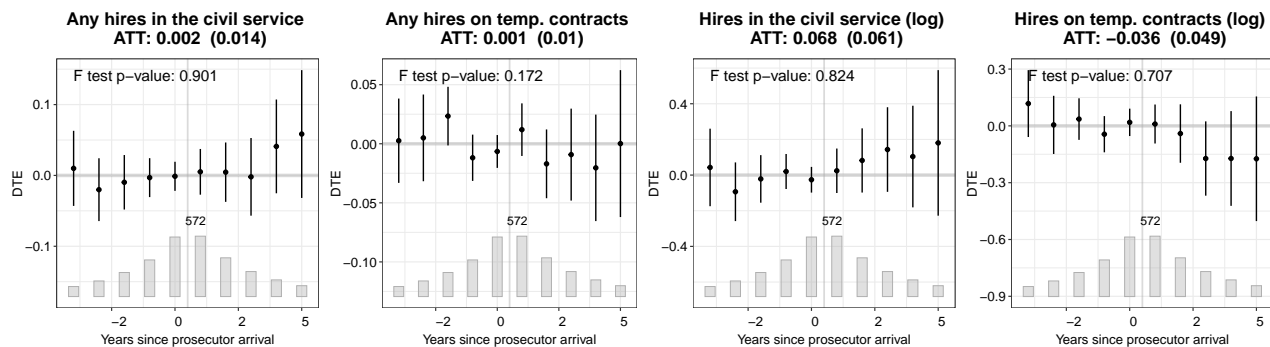 Any hires in the civil service
ATT: 0.002 (0.014)
F test p−value: 0.901
0.1
0.0
−0.1
DTE
572
−2 0 2 5
Years since prosecutor arrival
Any hires on temp. contracts
ATT: 0.001 (0.01)
F test p−value: 0.172
0.05
0.00
−0.05
−0.10
DTE
572
−2 0 2 5
Years since prosecutor arrival
Hires in the civil service (log)
ATT: 0.068 (0.061)
F test p−value: 0.824
0.4
0.0
−0.4
DTE
572
−2 0 2 5
Years since prosecutor arrival
Hires on temp. contracts (log)
ATT: −0.036 (0.049)
F test p−value: 0.707
0.3
0.0
−0.3
−0.6
−0.9
DTE
572
−2 0 2 5
Years since prosecutor arrival